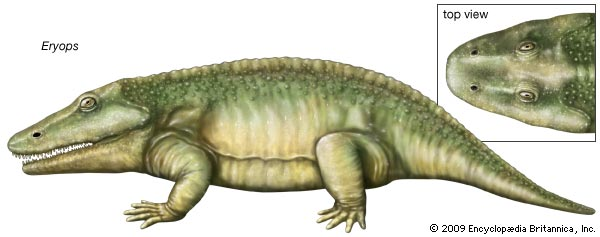 Eryops
top view
© 2009 Encyclopædia Britannica, Inc.